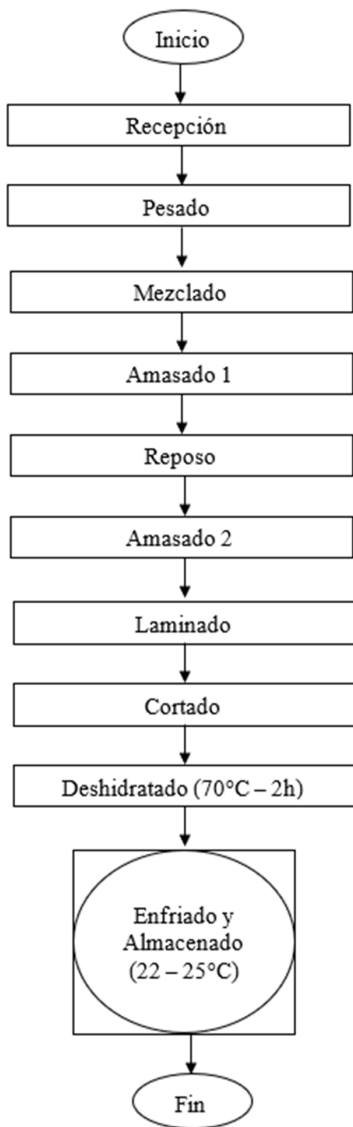 Inicio
Recepción
Pesado
Mezclado
Amasado 1
Reposo
Amasado 2
Laminado
Cortado
Deshidratado (70°C – 2h)
Enfriado y
Almacenado
(22 – 25°C)
Fin